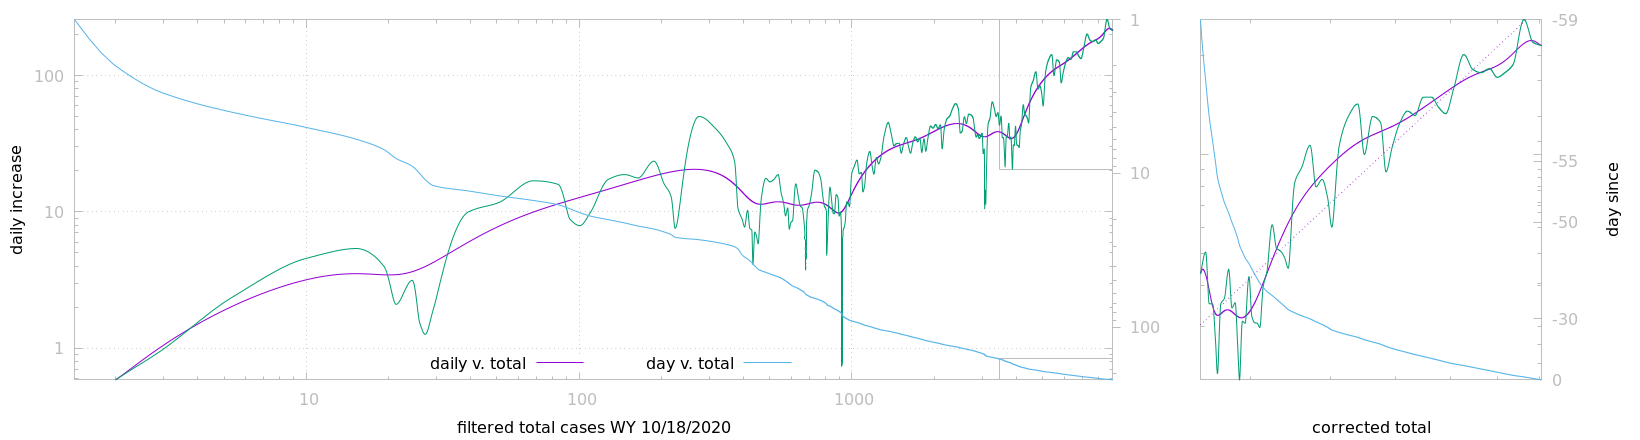 1
-59
100
daily increase
10
-55
-50
day since
10
-30
1
daily v. total
day v. total
100
0
10
100
1000
filtered total cases WY 10/18/2020
corrected total